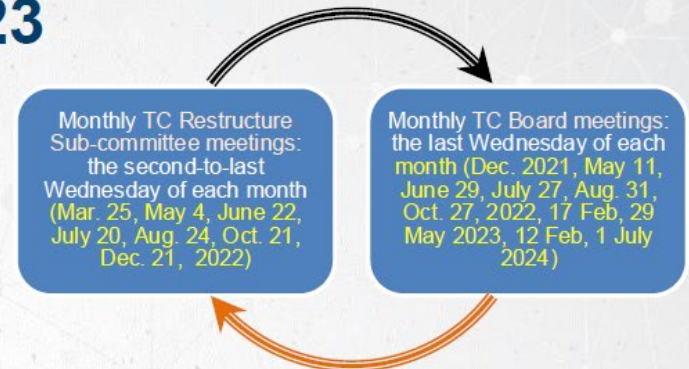 23
Monthly TC Restructure
Sub-committee meetings:
the second-to-last
Wednesday of each month
(Mar. 25, May 4, June 22,
July 20, Aug. 24, Oct. 21,
Dec. 21, 2022)
Monthly TC Board meetings:
the last Wednesday of each
month (Dec. 2021, May 11,
June 29, July 27, Aug. 31,
Oct. 27, 2022, 17 Feb, 29
May 2023, 12 Feb, 1 July
2024)